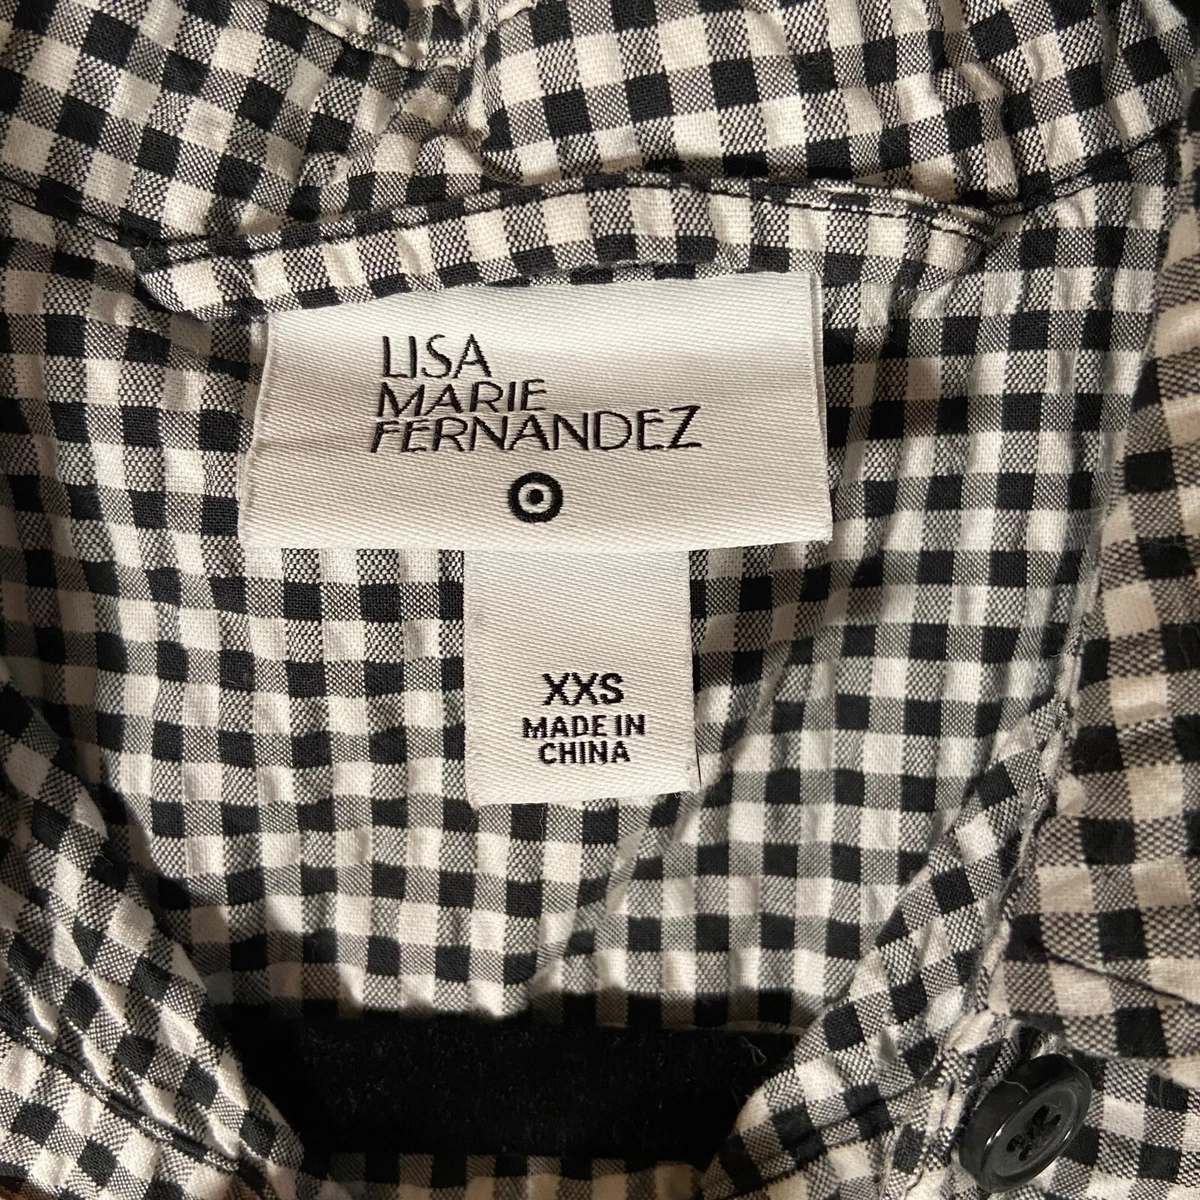 LISA
MARIE
FERNANDEZ
XXS
MADE IN
CHINA